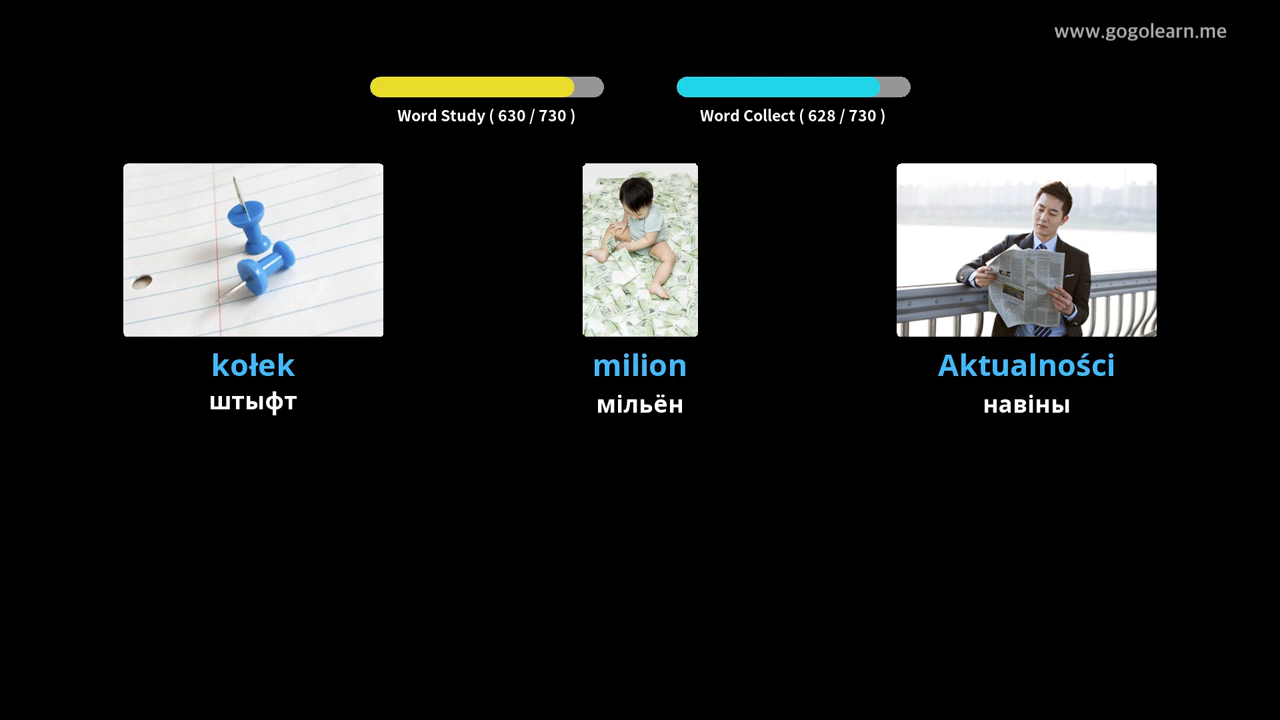 www.gogolearn.me
Word Study ( 630 / 730 )
Word Collect ( 628 / 730 )
kołek
штыфт
milion
мільён
Aktualności
навіны